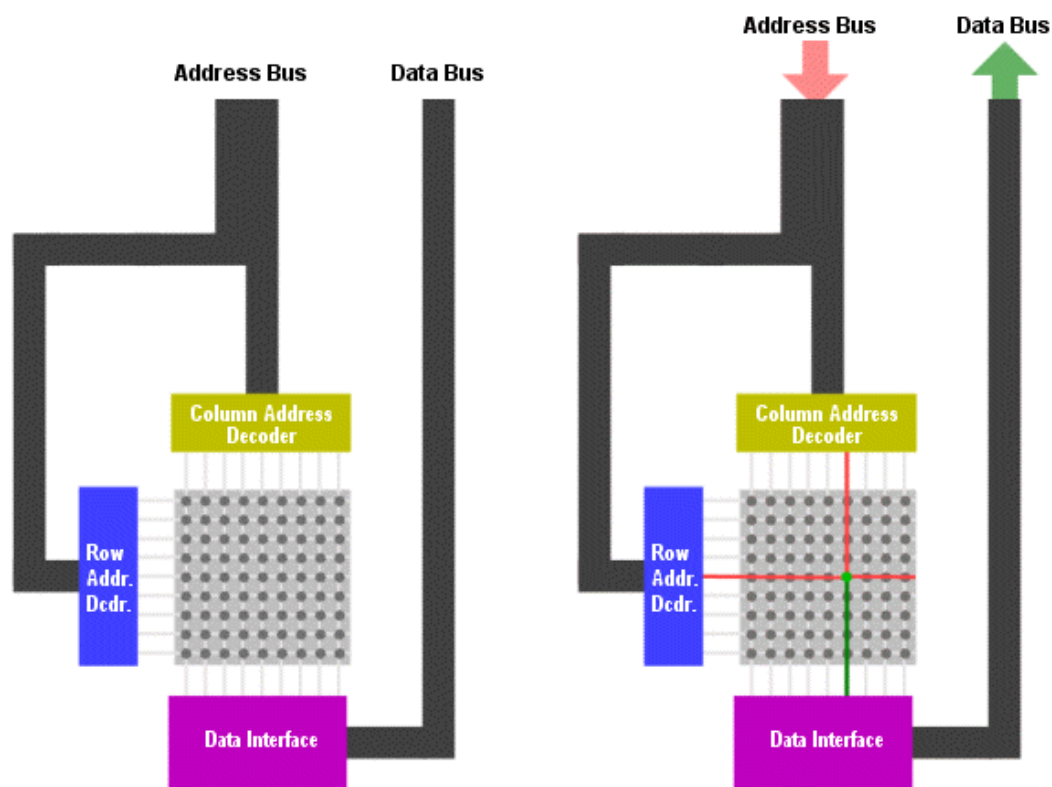 Address Bus
Data Bus
Column Address
Decoder
Row
Addr.
Dcdr.
Data Interface
Address Bus
Data Bus
Column Address
Decoder
Row
Addr.
Dcdr.
Data Interface